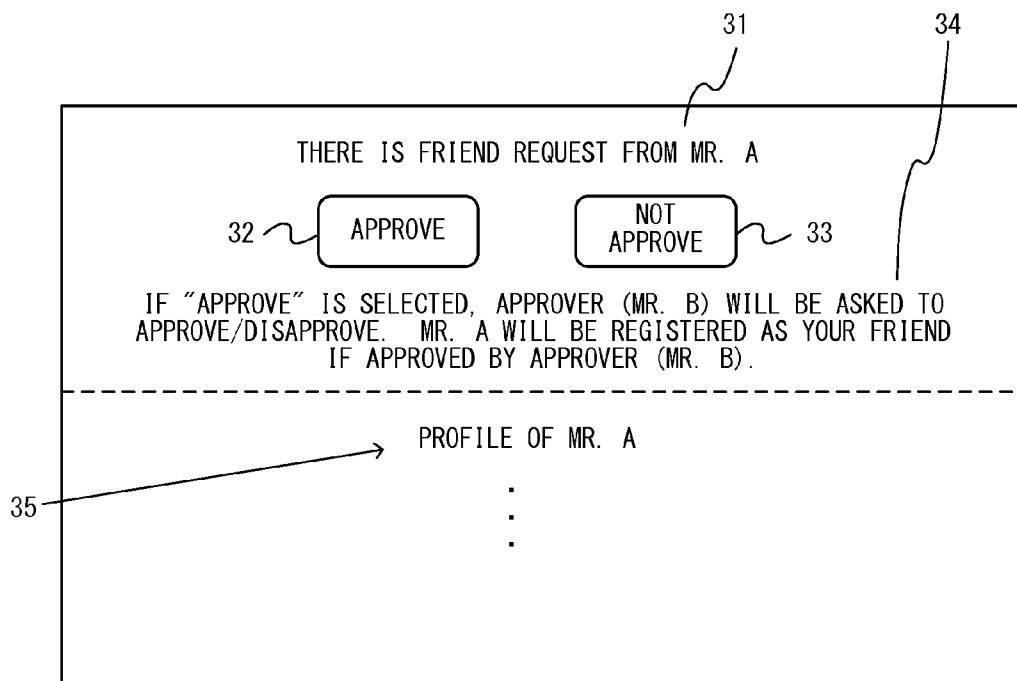 31
34
THERE IS FRIEND REQUEST FROM MR. A
32
APPROVE
NOT
APPROVE
33
IF "APPROVE" IS SELECTED, APPROVER (MR. B) WILL BE ASKED TO
APPROVE/DISAPPROVE. MR. A WILL BE REGISTERED AS YOUR FRIEND
IF APPROVED BY APPROVER (MR. B).
PROFILE OF MR. A
35